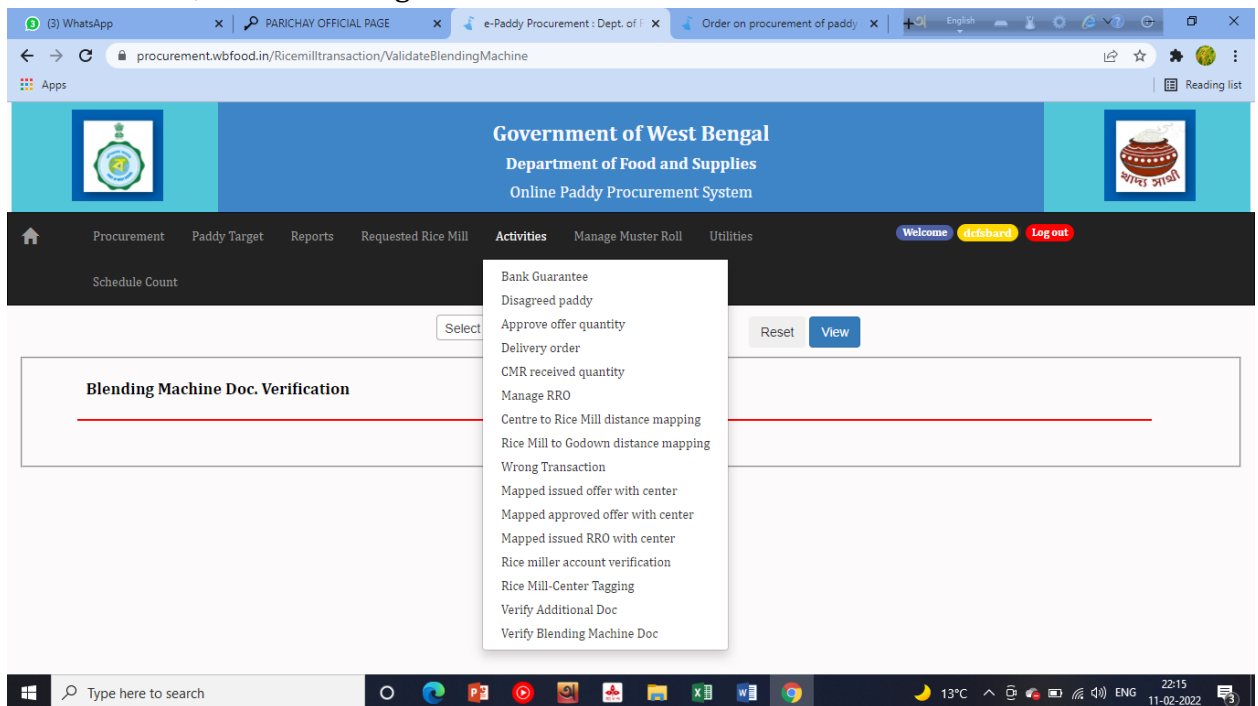 (3) WhatsApp
PARICHAY OFFICIAL PAGE
e-Paddy Procurement : Dept. of F
Order on procurement of paddy
English
procurement.wbfood.in/Ricemilltransaction/ValidateBlendingMachine
Apps
Reading list
Government of West Bengal
Department of Food and Supplies
Online Paddy Procurement System
খাদ্য সাথী
Procurement Paddy Target Reports Requested Rice Mill Activities Manage Muster Roll Utilities
Welcome dcfsbard Log out
Schedule Count
Bank Guarantee
Disagreed paddy
Select
Approve offer quantity
Reset View
Delivery order
CMR received quantity
Blending Machine Doc. Verification
Manage RRO
Centre to Rice Mill distance mapping
Rice Mill to Godown distance mapping
Wrong Transaction
Mapped issued offer with center
Mapped approved offer with center
Mapped issued RRO with center
Rice miller account verification
Rice Mill-Center Tagging
Verify Additional Doc
Verify Blending Machine Doc
Type here to search
13°C
ENG
22:15
11-02-2022